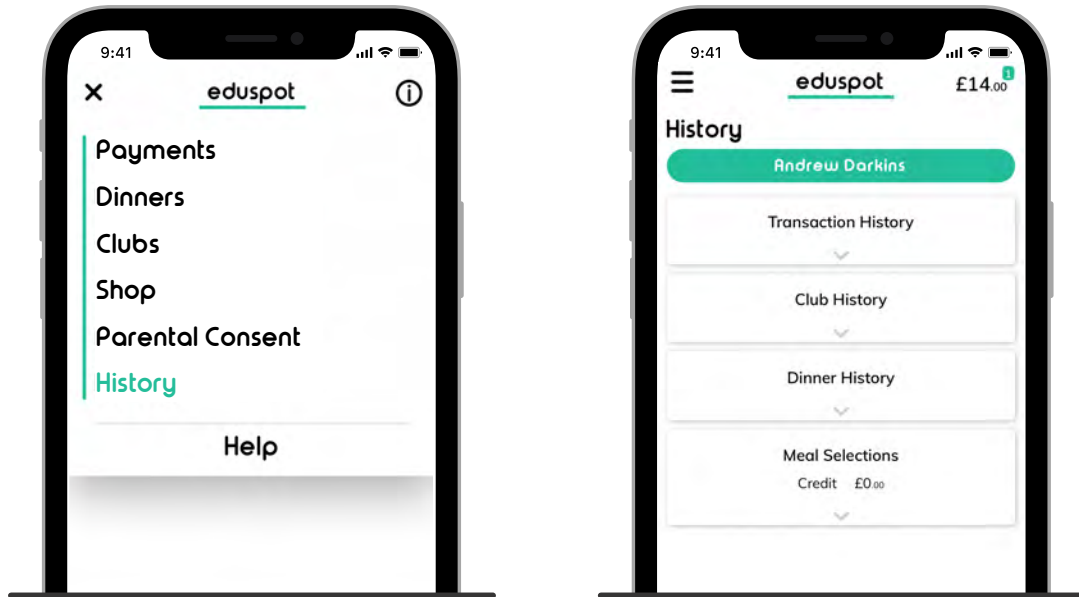 9:41
eduspot
Payments
Dinners
Clubs
Shop
Parental Consent
History
Help
9:41
eduspot
£14.00
1
History
Andrew Darkins
Transaction History
Club History
Dinner History
Meal Selections
Credit £0.00